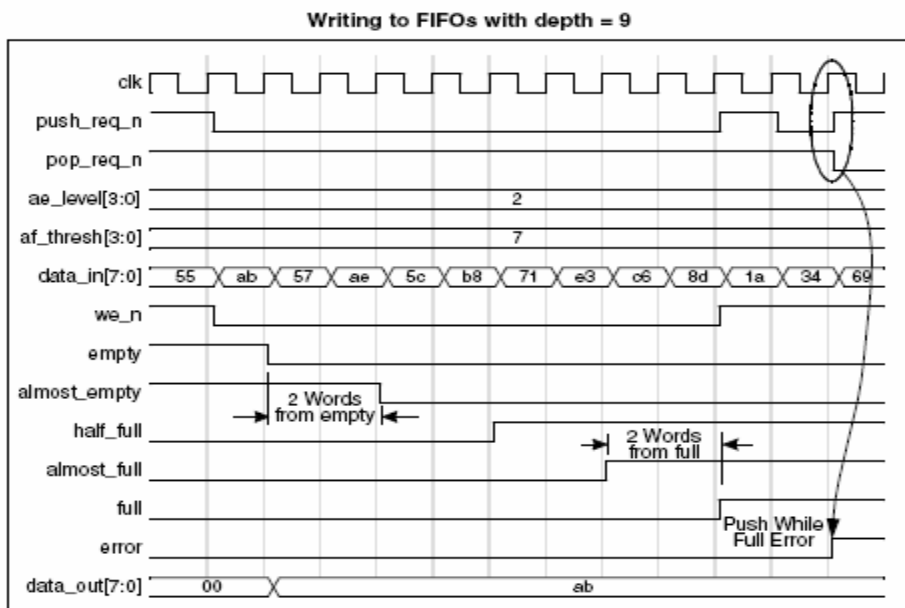 Writing to FIFOs with depth = 9
clk
push_req_n
pop_req_n
ae_level[3:0] 2
af_thresh[3:0] 7
data_in[7:0] 55 ab 57 ae 5c b8 71 e3 c6 8d 1a 34 69
we_n
empty
almost_empty
2 Words
from empty
half_full
2 Words
from full
almost_full
full
Push While
Full Error
error
data_out[7:0] 00 ab